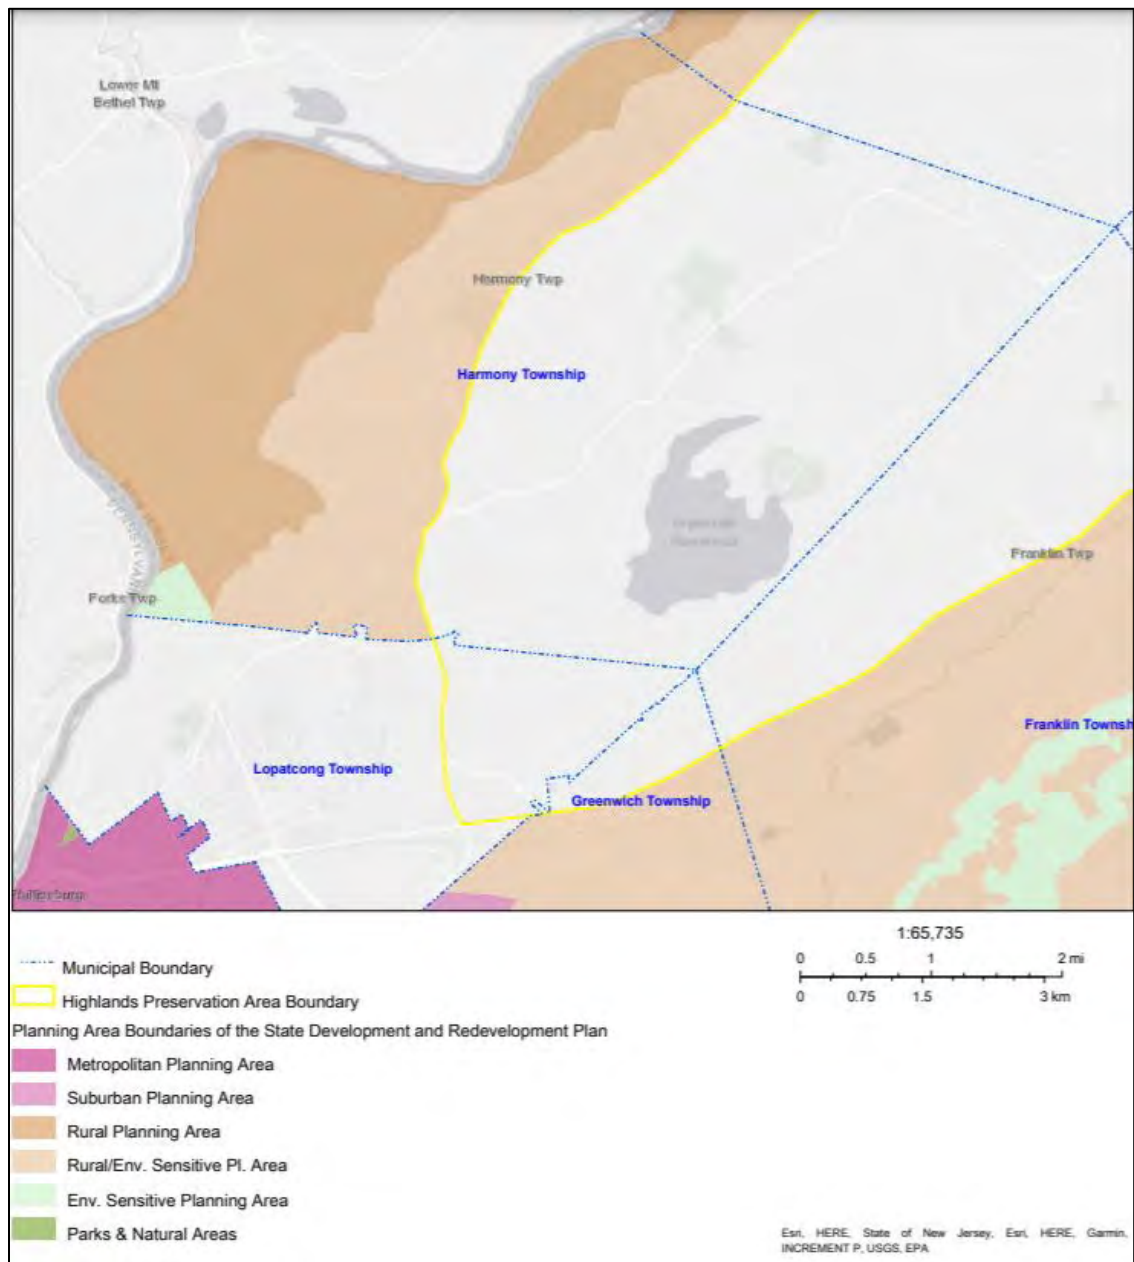 Lower Mt
Bethel Twp
Harmony Twp
Harmony Township
Franklin Twp
Forks Twp
Franklin Townsh
Lopatcong Township
Greenwich Township
Phillipsburg
1:65,735
0 0.5 1 2 mi
0 0.75 1.5 3 km
Municipal Boundary
Highlands Preservation Area Boundary
Planning Area Boundaries of the State Development and Redevelopment Plan
Metropolitan Planning Area
Suburban Planning Area
Rural Planning Area
Rural/Env. Sensitive Pl. Area
Env. Sensitive Planning Area
Parks & Natural Areas
Esri, HERE, State of New Jersey, Esri, HERE, Garmin,
INCREMENT P, USGS, EPA